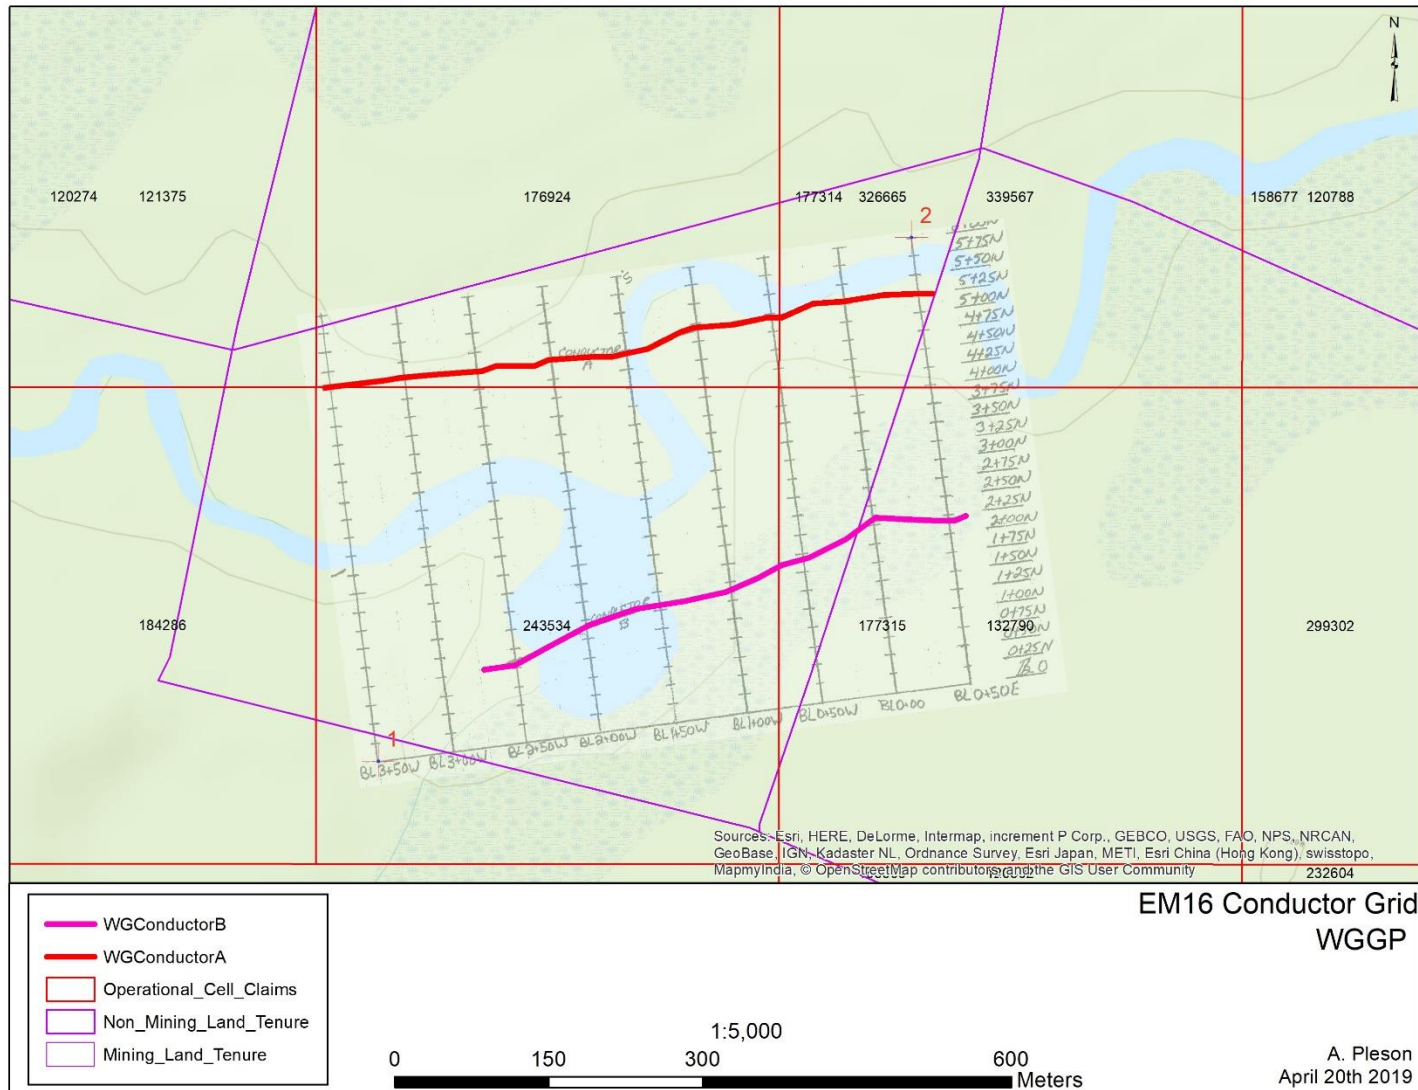 N
120274 121375 176924 177314 326665 339567 158677 120788
2
5+75N
5+50N
5+25N
5+00N
4+75N
4+50N
4+25N
4+00N
3+75N
3+50N
3+25N
3+00N
2+75N
2+50N
2+25N
2+00N
1+75N
1+50N
1+25N
1+00N
0+75N
0+25N
CONDUCTOR
A
CONDUCTOR
B
184286 243534 177315 132790 299302
1
BL3+50W BL3+00W BL2+50W BL2+00W BL1+50W BL1+00W BL0+50W BL0+00 BL0+50E
Sources: Esri, HERE, DeLorme, Intermap, increment P Corp., GEBCO, USGS, FAO, NPS, NRCAN,
GeoBase, IGN, Kadaster NL, Ordnance Survey, Esri Japan, METI, Esri China (Hong Kong), swisstopo,
MapmyIndia, © OpenStreetMap contributors, and the GIS User Community
232604
EM16 Conductor Grid
WGGP
WGConductorB
WGConductorA
Operational_Cell_Claims
Non_Mining_Land_Tenure
Mining_Land_Tenure
1:5,000
0 150 300 600
Meters
A. Pleson
April 20th 2019